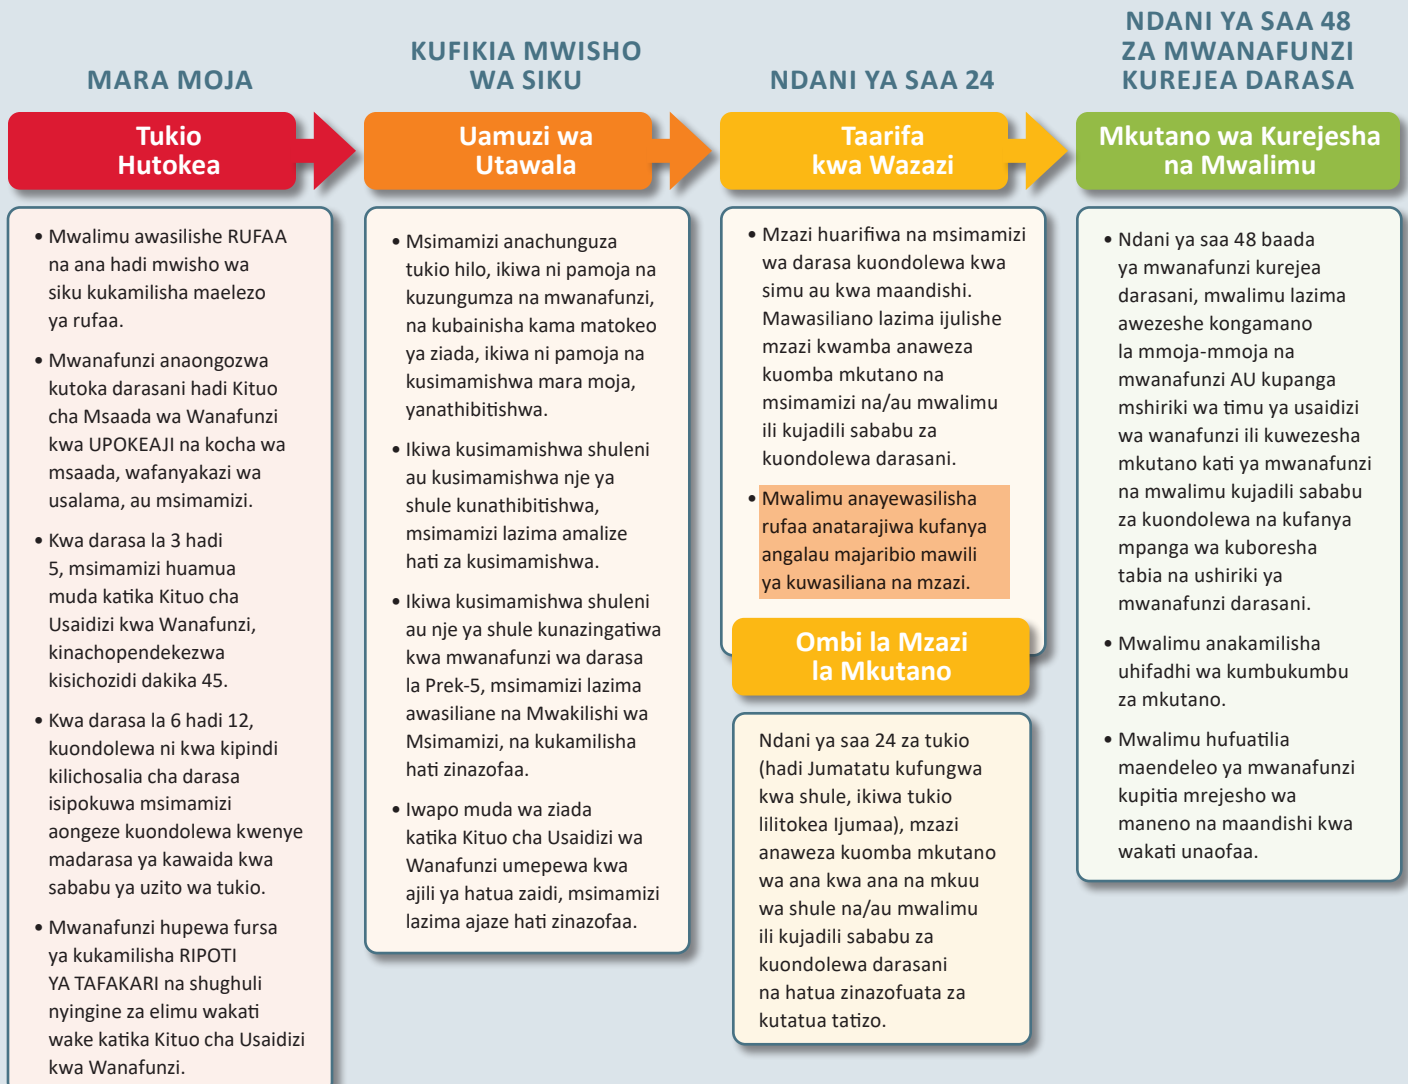 MARA MOJA
Tukio
Hutokea
• Mwalimu awasilishe RUFAA
na ana hadi mwisho wa
siku kukamilisha maelezo
ya rufaa.
• Mwanafunzi anaongozwa
kutoka darasani hadi Kituo
cha Msaada wa Wanafunzi
kwa UPOKEAJI na kocha wa
msaada, wafanyakazi wa
usalama, au msimamizi.
• Kwa darasa la 3 hadi
5, msimamizi huamua
muda katika Kituo cha
Usaidizi kwa Wanafunzi,
kinachopendekezwa
kisichozidi dakika 45.
• Kwa darasa la 6 hadi 12,
kuondolewa ni kwa kipindi
kilichosalia cha darasa
isipokuwa msimamizi
aongeze kuondolewa kwenye
madarasa ya kawaida kwa
sababu ya uzito wa tukio.
• Mwanafunzi hupewa fursa
ya kukamilisha RIPOTI
YA TAFAKARI na shughuli
nyingine za elimu wakati
wake katika Kituo cha Usaidizi
kwa Wanafunzi.
KUFIKIA MWISHO
WA SIKU
Uamuzi wa
Utawala
• Msimamizi anachunguza
tukio hilo, ikiwa ni pamoja na
kuzungumza na mwanafunzi,
na kubainisha kama matokeo
ya ziada, ikiwa ni pamoja na
kusimamishwa mara moja,
yanathibitishwa.
• Ikiwa kusimamishwa shuleni
au kusimamishwa nje ya
shule kunathibitishwa,
msimamizi lazima amalize
hati za kusimamishwa.
• Ikiwa kusimamishwa shuleni
au nje ya shule kunazingatiwa
kwa mwanafunzi wa darasa
la Prek-5, msimamizi lazima
awasiliane na Mwakilishi wa
Msimamizi, na kukamilisha
hati zinazofaa.
• Iwapo muda wa ziada
katika Kituo cha Usaidizi wa
Wanafunzi umepewa kwa
ajili ya hatua zaidi, msimamizi
lazima ajaze hati zinazofaa.
NDANI YA SAA 24
Taarifa
kwa Wazazi
• Mzazi huarifiwa na msimamizi
wa darasa kuondolewa kwa
simu au kwa maandishi.
Mawasiliano lazima ijulishe
mzazi kwamba anaweza
kuomba mkutano na
msimamizi na/au mwalimu
ili kujadili sababu za
kuondolewa darasani.
• Mwalimu anayewasilisha
rufaa anatarajiwa kufanya
angalau majaribio mawili
ya kuwasiliana na mzazi.
Ombi la Mzazi
la Mkutano
Ndani ya saa 24 za tukio
(hadi Jumatatu kufungwa
kwa shule, ikiwa tukio
lilitokea Ijumaa), mzazi
anaweza kuomba mkutano
wa ana kwa ana na mkuu
wa shule na/au mwalimu
ili kujadili sababu za
kuondolewa darasani
na hatua zinazofuata za
kutatua tatizo.
NDANI YA SAA 48
ZA MWANAFUNZI
KUREJEA DARASA
Mkutano wa Kurejesha
na Mwalimu
• Ndani ya saa 48 baada
ya mwanafunzi kurejea
darasani, mwalimu lazima
awezeshe kongamano
la mmoja-mmoja na
mwanafunzi AU kupanga
mshiriki wa timu ya usaidizi
wa wanafunzi ili kuwezesha
mkutano kati ya mwanafunzi
na mwalimu kujadili sababu
za kuondolewa na kufanya
mpanga wa kuboresha
tabia na ushiriki ya
mwanafunzi darasani.
• Mwalimu anakamilisha
uhifadhi wa kumbukumbu
za mkutano.
• Mwalimu hufuatilia
maendeleo ya mwanafunzi
kupitia mrejesho wa
maneno na maandishi kwa
wakati unaofaa.